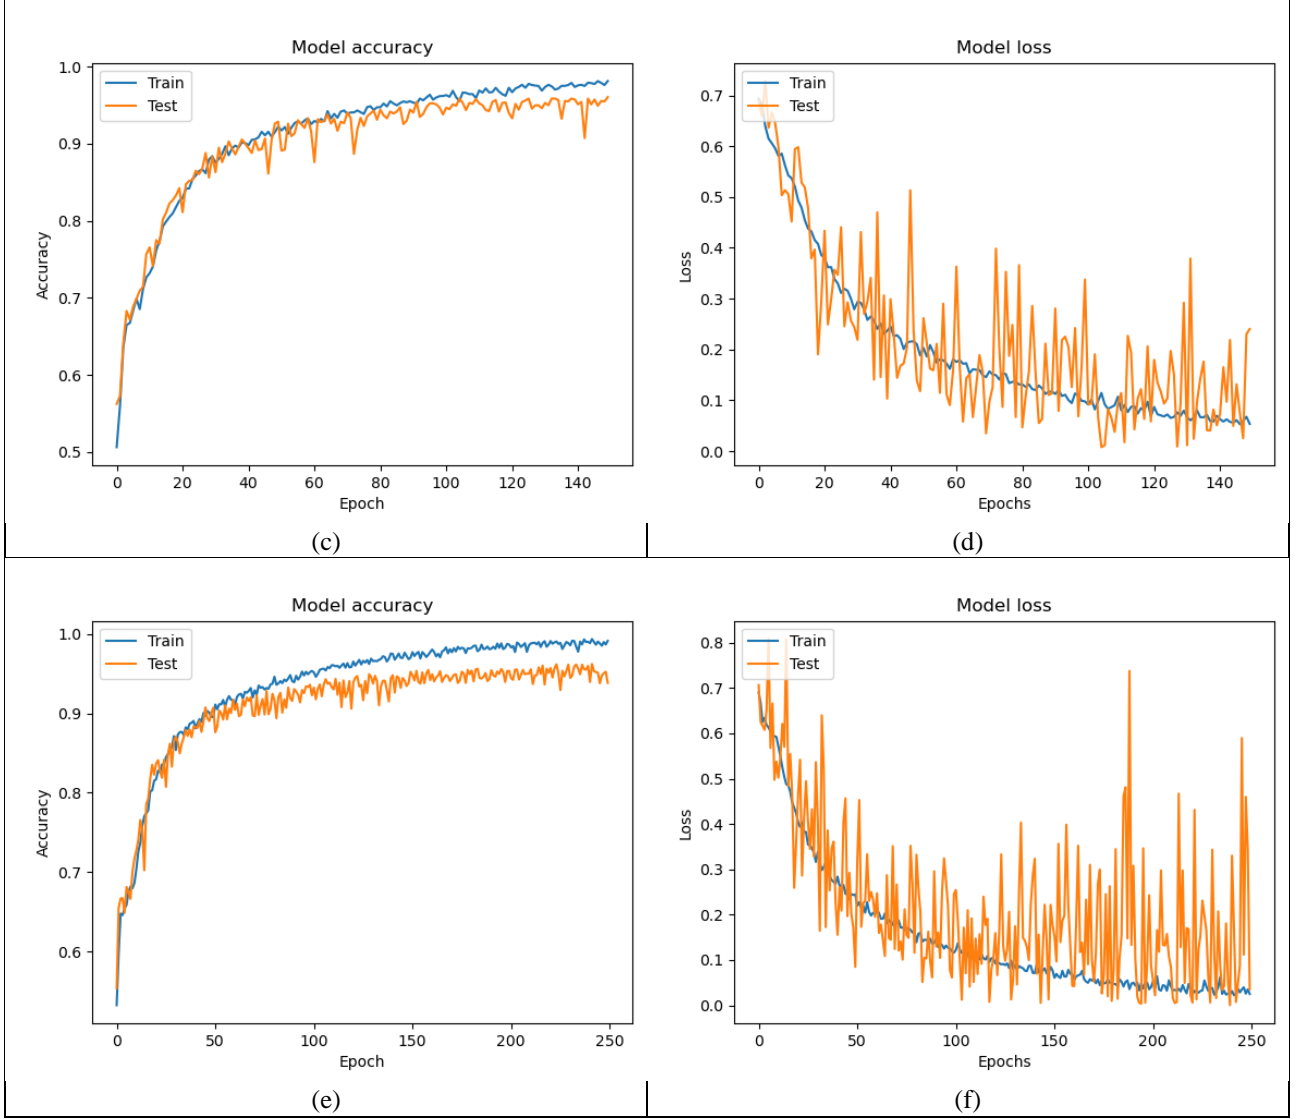 Model accuracy
Train
Test
1.0
0.9
0.8
0.7
0.6
0.5
Accuracy
0 20 40 60 80 100 120 140
Epoch
(c)
Model loss
Train
Test
0.7
0.6
0.5
0.4
0.3
0.2
0.1
0.0
Loss
0 20 40 60 80 100 120 140
Epochs
(d)
Model accuracy
Train
Test
1.0
0.9
0.8
0.7
0.6
Accuracy
0 50 100 150 200 250
Epoch
(e)
Model loss
Train
Test
0.8
0.7
0.6
0.5
0.4
0.3
0.2
0.1
0.0
Loss
0 50 100 150 200 250
Epochs
(f)